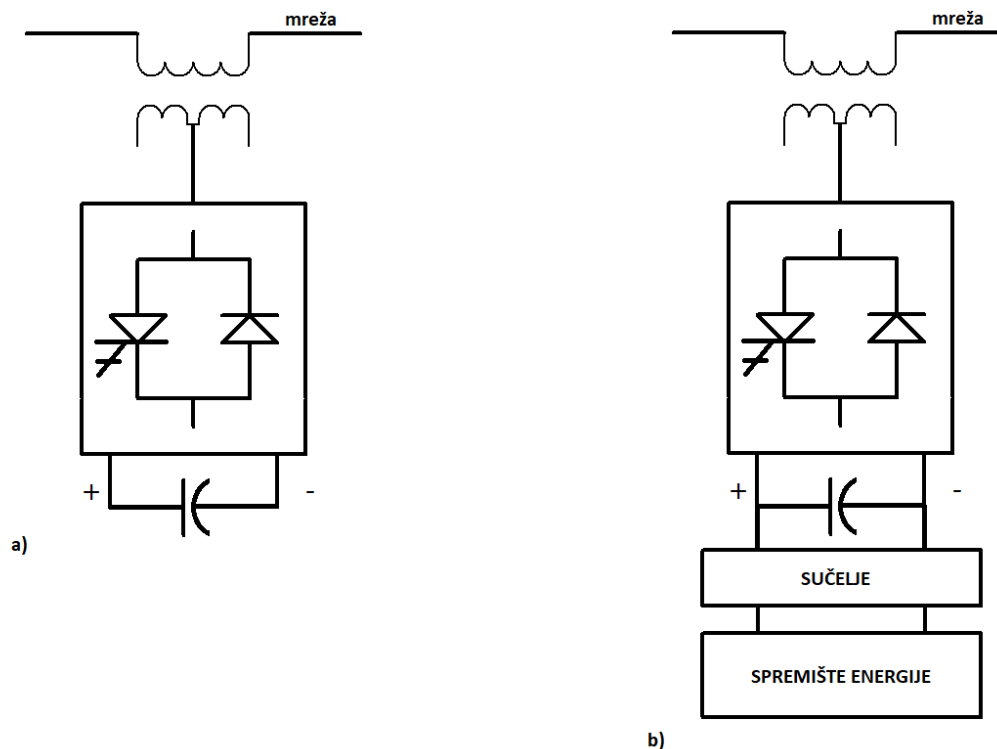 mreža
+ -
a)
mreža
+ -
SUČELJE
SPREMIŠTE ENERGIJE
b)